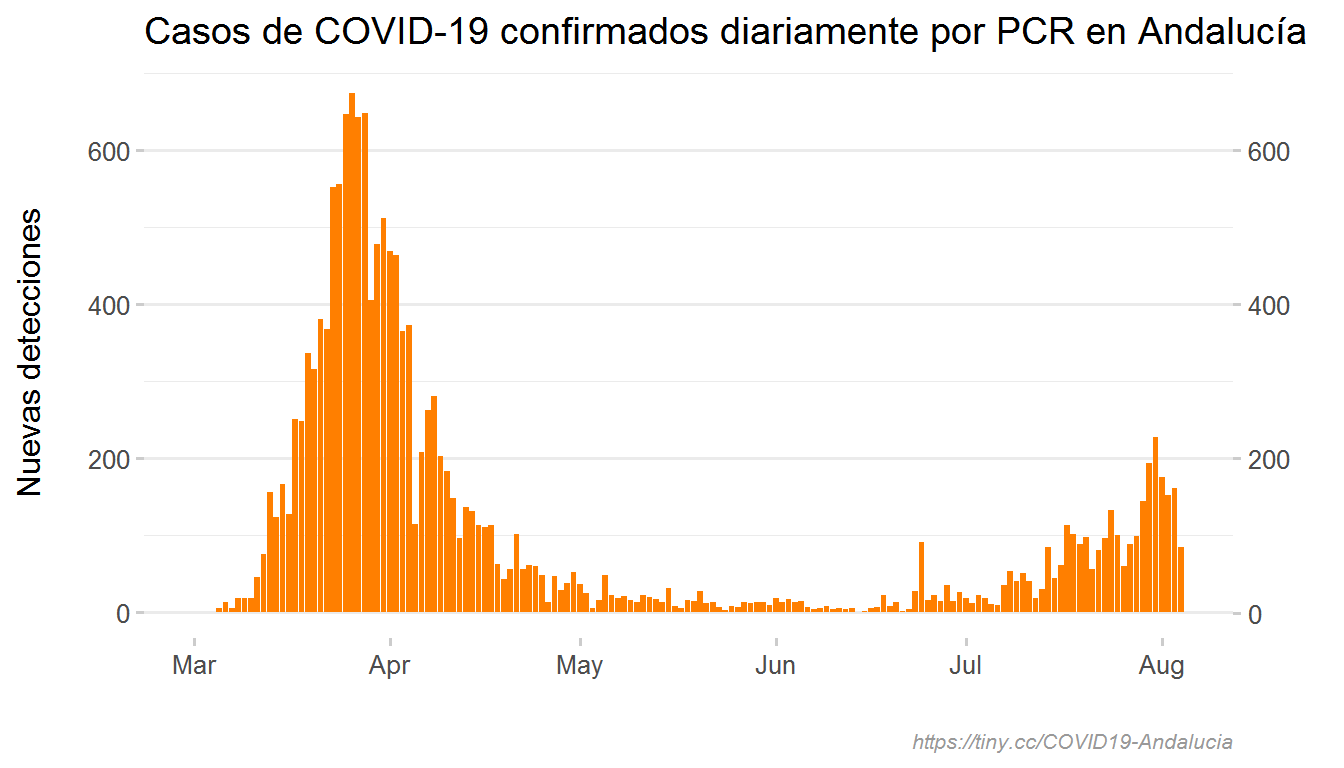 Casos de COVID-19 confirmados diariamente por PCR en Andalucía
Nuevas detecciones
600
400
200
0
600
400
200
0
Mar Apr May Jun Jul Aug
https://tiny.cc/COVID19-Andalucia